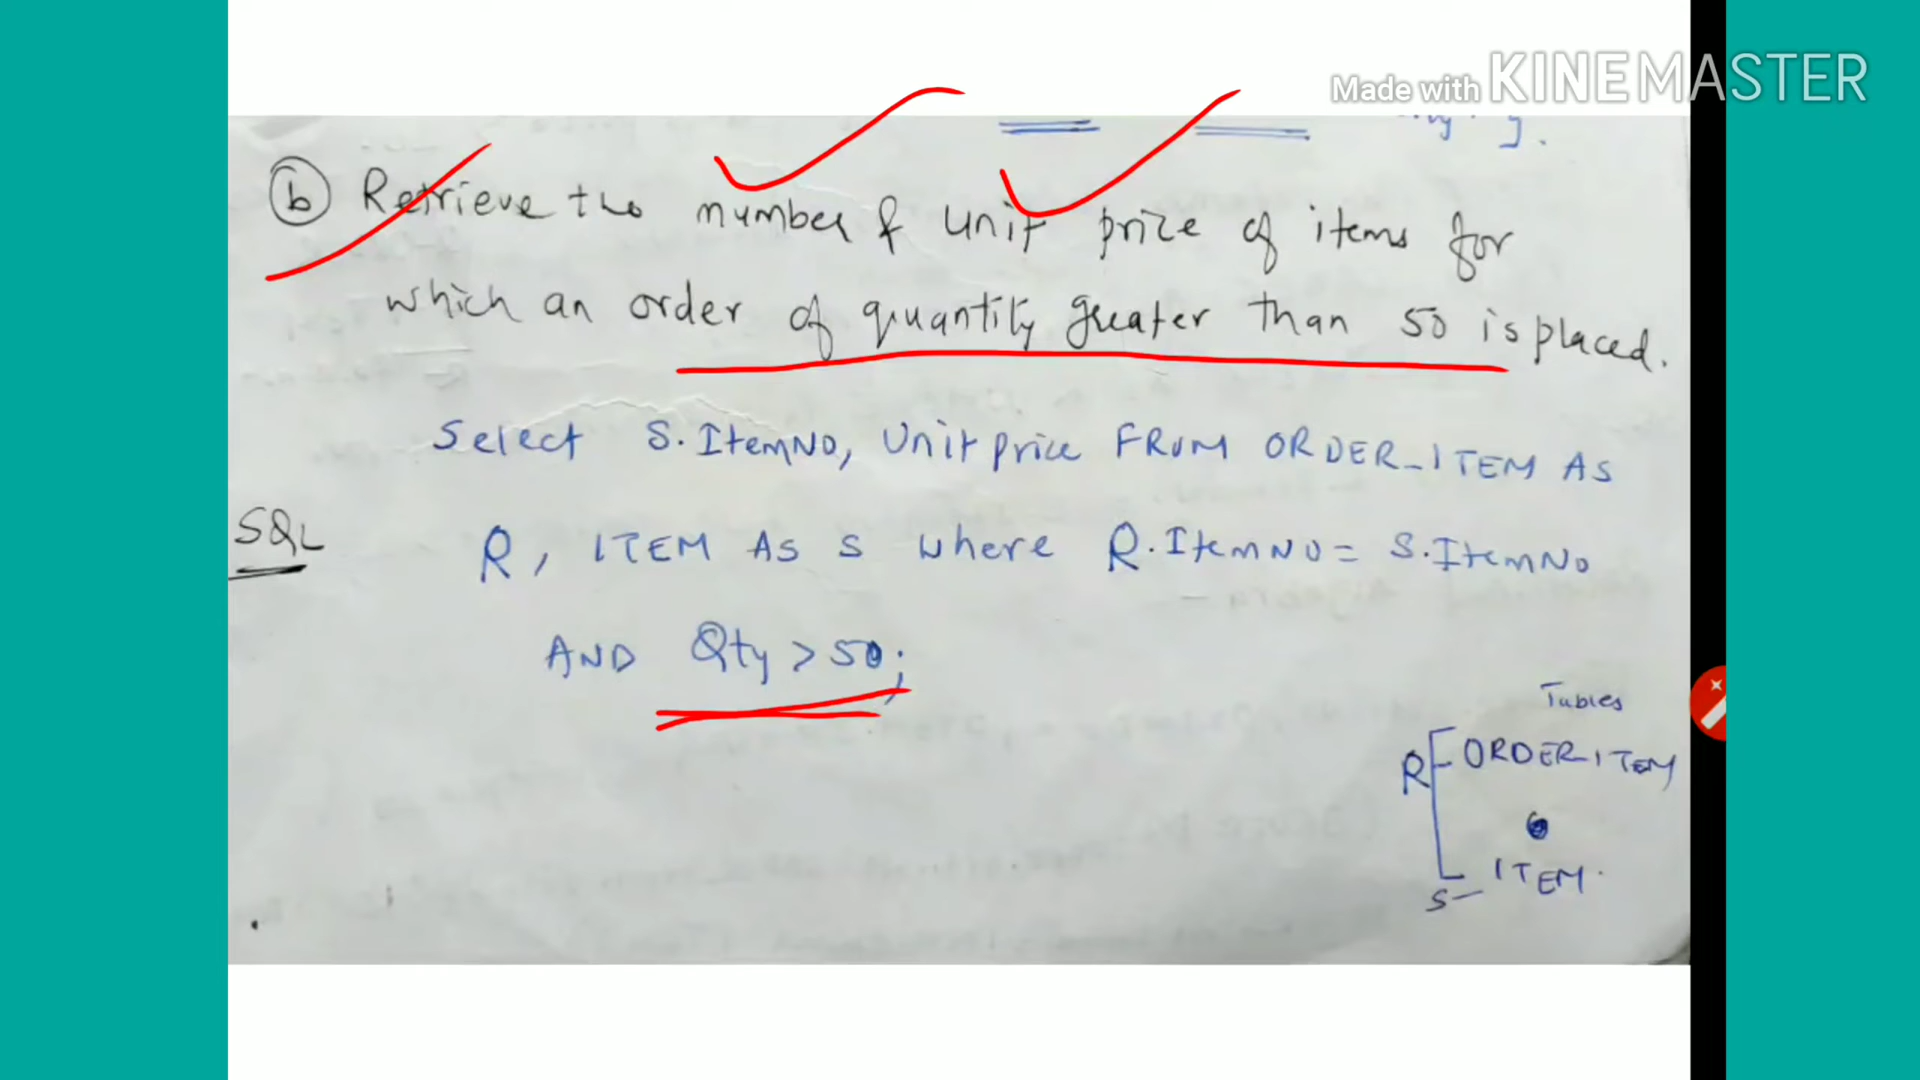 Made with KINEMASTER
(b) Retrieve the number & unit price of items for
which an order of quantity greater than 50 is placed.
Select S.ItemNo, Unitprice FROM ORDER_ITEM AS
SQL
R, ITEM AS S where R.ItemNo = S.ItemNo
AND Qty > 50;
Tables
R ORDER_ITEM
S ITEM.